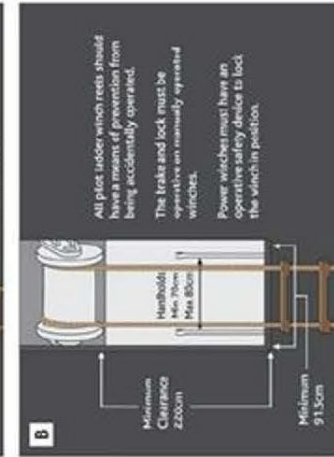 B
All pilot ladder winch reels should
have a means of prevention from
being accidentally operated.
The brake and lock must be
operative on manually operated
winches.
Power winches must have an
operative safety device to lock
the winch in position.
Handholds
Min 70cm
Max 80cm
Minimum
Clearance
220cm
Minimum
91.5cm